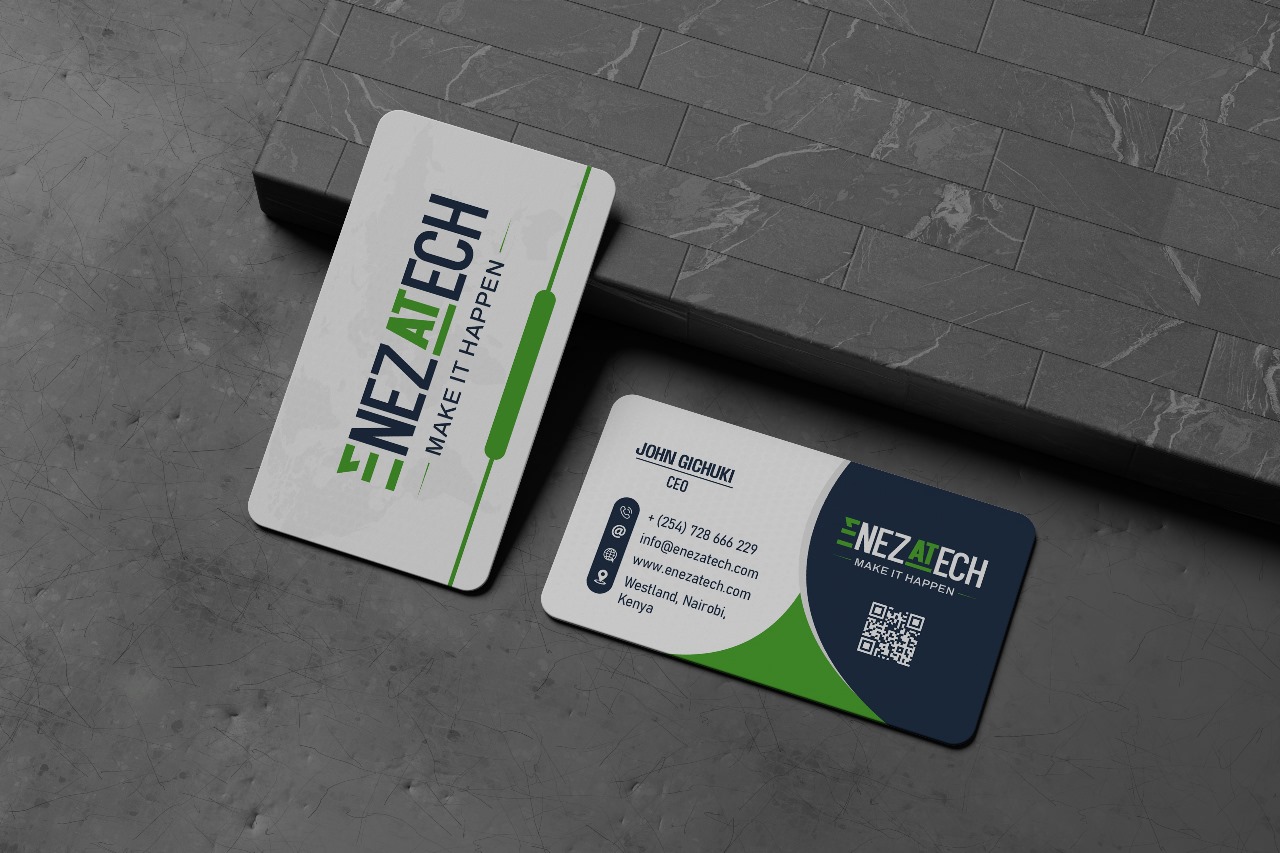 ENEZATECH
MAKE IT HAPPEN
JOHN GICHUKI
CEO
+ (254) 728 666 229
info@enezatech.com
www.enezatech.com
Westland, Nairobi,
Kenya
ENEZATECH
MAKE IT HAPPEN